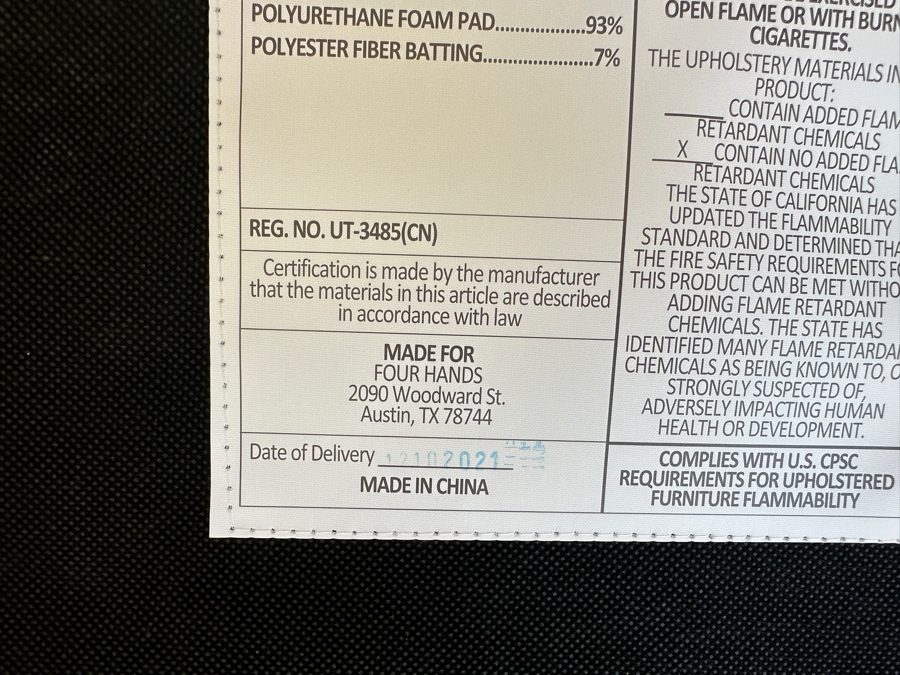 POLYURETHANE FOAM PAD..................93%
POLYESTER FIBER BATTING......................7%
REG. NO. UT-3485(CN)
Certification is made by the manufacturer
that the materials in this article are described
in accordance with law
MADE FOR
FOUR HANDS
2090 Woodward St.
Austin, TX 78744
Date of Delivery 12102021
MADE IN CHINA
OPEN FLAME OR WITH BURN
CIGARETTES.
THE UPHOLSTERY MATERIALS IN
PRODUCT:
______ CONTAIN ADDED FLAM
RETARDANT CHEMICALS
X CONTAIN NO ADDED FLA
RETARDANT CHEMICALS
THE STATE OF CALIFORNIA HAS
UPDATED THE FLAMMABILITY
STANDARD AND DETERMINED THA
THE FIRE SAFETY REQUIREMENTS F
THIS PRODUCT CAN BE MET WITHO
ADDING FLAME RETARDANT
CHEMICALS. THE STATE HAS
IDENTIFIED MANY FLAME RETARDA
CHEMICALS AS BEING KNOWN TO, O
STRONGLY SUSPECTED OF,
ADVERSELY IMPACTING HUMAN
HEALTH OR DEVELOPMENT.
COMPLIES WITH U.S. CPSC
REQUIREMENTS FOR UPHOLSTERED
FURNITURE FLAMMABILITY